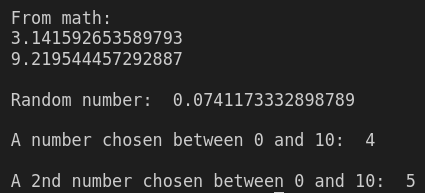 From math:
3.141592653589793
9.219544457292887
Random number:  0.0741173332898789
A number chosen between 0 and 10:  4
A 2nd number chosen between 0 and 10:  5